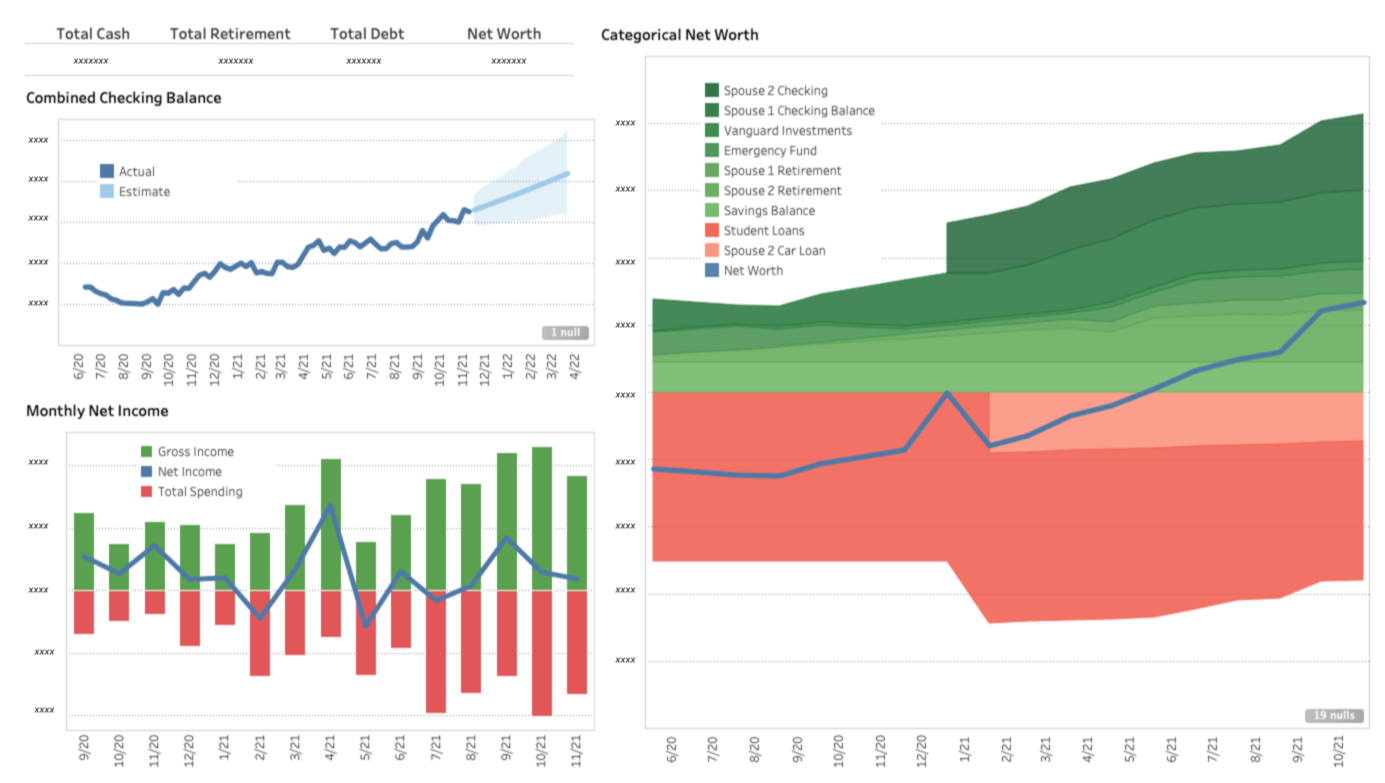 Total Cash Total Retirement Total Debt Net Worth
xxxxxxx xxxxxxx xxxxxxx xxxxxxx
Combined Checking Balance
xxxx
xxxx
xxxx
xxxx
xxxx
Actual
Estimate
1 null
6/20 7/20 8/20 9/20 10/20 11/20 12/20 1/21 2/21 3/21 4/21 5/21 6/21 7/21 8/21 9/21 10/21 11/21 12/21 1/22 2/22 3/22 4/22
Monthly Net Income
xxxx
xxxx
xxxx
xxxx
xxxx
Gross Income
Net Income
Total Spending
9/20 10/20 11/20 12/20 1/21 2/21 3/21 4/21 5/21 6/21 7/21 8/21 9/21 10/21 11/21
Categorical Net Worth
Spouse 2 Checking
Spouse 1 Checking Balance
Vanguard Investments
Emergency Fund
Spouse 1 Retirement
Spouse 2 Retirement
Savings Balance
Student Loans
Spouse 2 Car Loan
Net Worth
xxxx
xxxx
xxxx
xxxx
xxxx
xxxx
xxxx
xxxx
xxxx
19 nulls
6/20 7/20 8/20 9/20 10/20 11/20 12/20 1/21 2/21 3/21 4/21 5/21 6/21 7/21 8/21 9/21 10/21